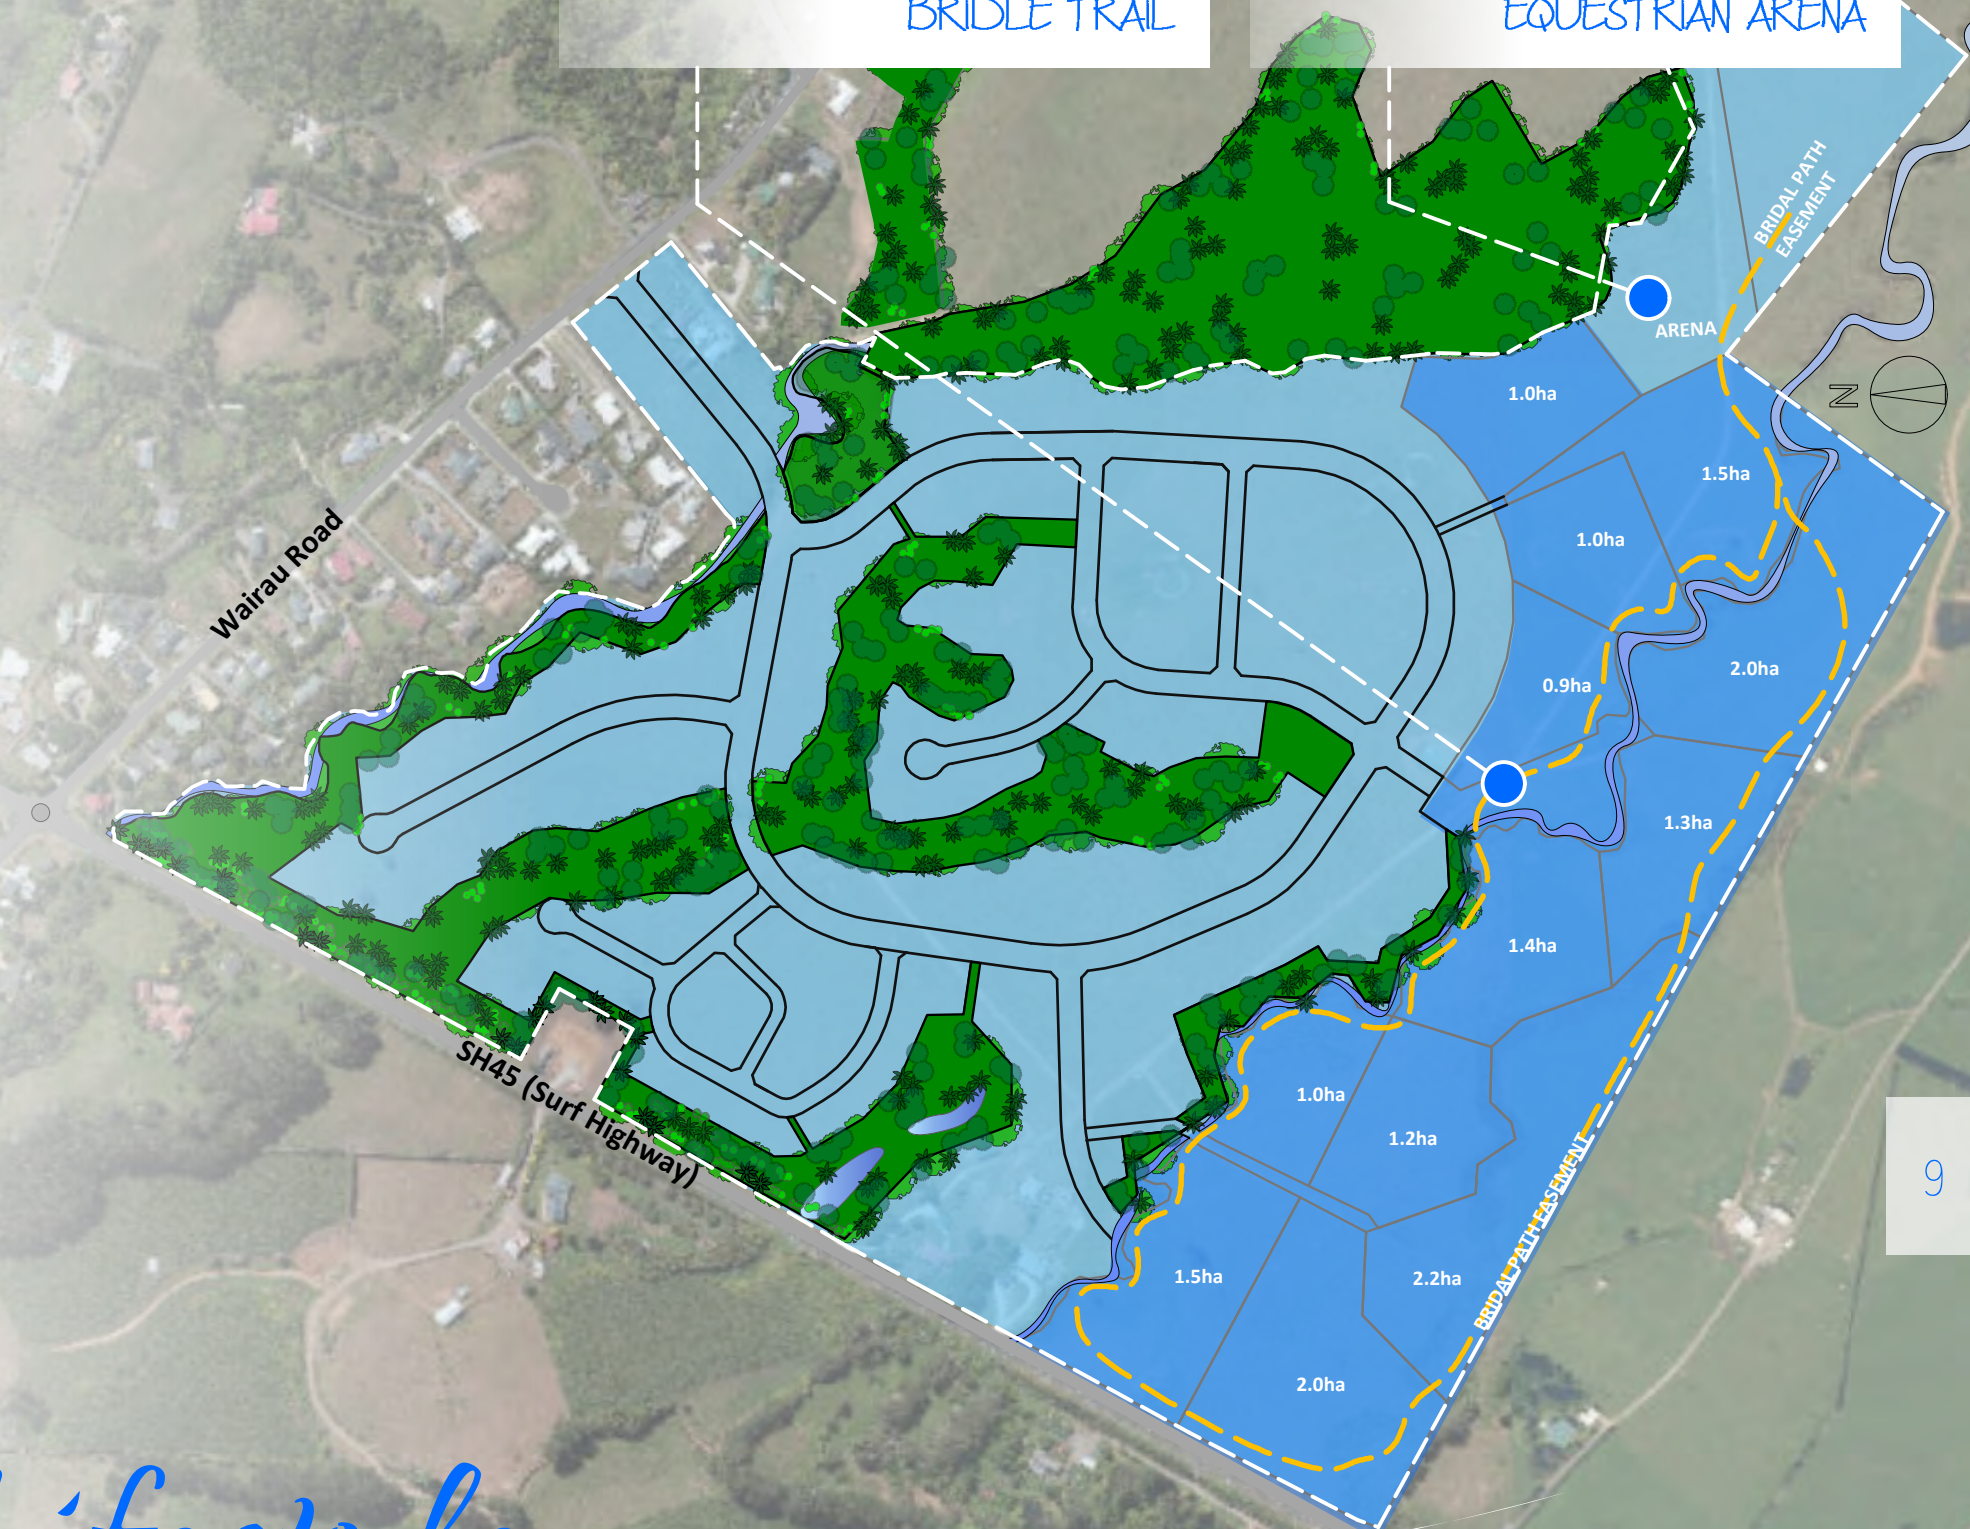 BRIDLE TRAIL
EQUESTRIAN ARENA
BRIDAL PATH
EASEMENT
ARENA
N
1.0ha
1.5ha
1.0ha
Wairau Road
0.9ha
2.0ha
1.3ha
1.4ha
SH45 (Surf Highway)
1.0ha
1.2ha
9
BRIDAL PATH EASEMENT
1.5ha
2.2ha
2.0ha